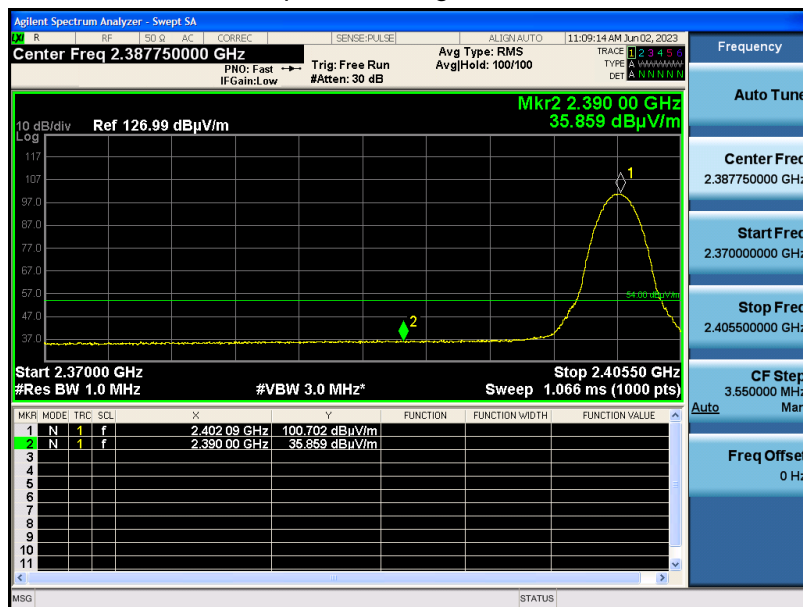 Agilent Spectrum Analyzer - Swept SA
LXI R RF 50 Ω AC CORREC SENSE:PULSE ALIGN AUTO 11:09:14 AM Jun 02, 2023
Center Freq 2.387750000 GHz
PNO: Fast
IFGain:Low
Trig: Free Run
#Atten: 30 dB
Avg Type: RMS
Avg|Hold: 100/100
TRACE 1 2 3 4 5 6
TYPE A WWWWW
DET A N N N N N
Mkr2 2.390 00 GHz
35.859 dBµV/m
10 dB/div Ref 126.99 dBµV/m
Log
117
107
97.0
87.0
77.0
67.0
57.0
47.0
37.0
1
2
54.00 dBµV/m
Start 2.37000 GHz Stop 2.40550 GHz
#Res BW 1.0 MHz #VBW 3.0 MHz* Sweep 1.066 ms (1000 pts)
MKR MODE TRC SCL X Y FUNCTION FUNCTION WIDTH FUNCTION VALUE
1 N 1 f 2.402 09 GHz 100.702 dBµV/m
2 N 1 f 2.390 00 GHz 35.859 dBµV/m
3
4
5
6
7
8
9
10
11
MSG STATUS
Frequency
Auto Tune
Center Freq
2.387750000 GHz
Start Freq
2.370000000 GHz
Stop Freq
2.405500000 GHz
CF Step
3.550000 MHz
Auto Man
Freq Offset
0 Hz